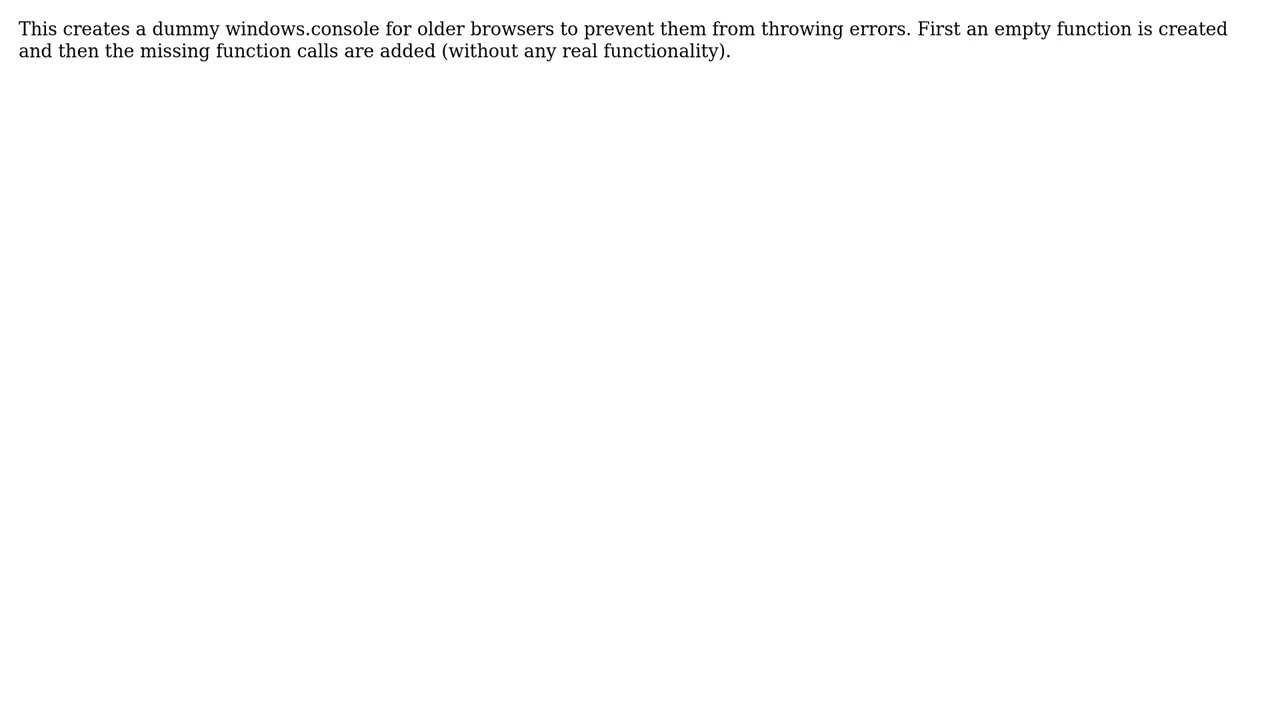 This creates a dummy windows.console for older browsers to prevent them from throwing errors. First an empty function is created
and then the missing function calls are added (without any real functionality).